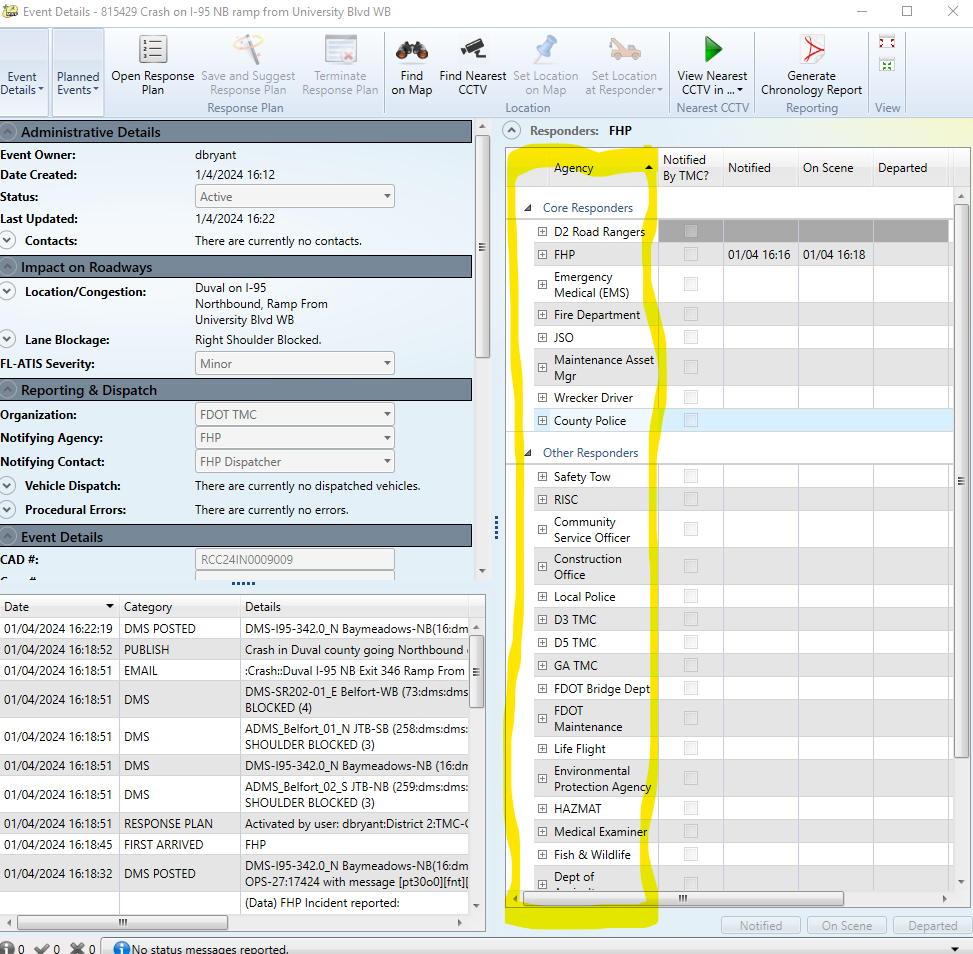 Event Details - 815429 Crash on I-95 NB ramp from University Blvd WB
Event Details
Planned Events
Open Response Plan
Save and Suggest Response Plan
Terminate Response Plan
Response Plan
Find on Map
Find Nearest CCTV
Set Location on Map
Set Location at Responder
Location
View Nearest CCTV in ...
Nearest CCTV
Generate Chronology Report
Reporting
View
Administrative Details
Event Owner: dbryant
Date Created: 1/4/2024 16:12
Status: Active
Last Updated: 1/4/2024 16:22
Contacts: There are currently no contacts.
Impact on Roadways
Location/Congestion: Duval on I-95
Northbound, Ramp From
University Blvd WB
Lane Blockage: Right Shoulder Blocked.
FL-ATIS Severity: Minor
Reporting & Dispatch
Organization: FDOT TMC
Notifying Agency: FHP
Notifying Contact: FHP Dispatcher
Vehicle Dispatch: There are currently no dispatched vehicles.
Procedural Errors: There are currently no errors.
Event Details
CAD #: RCC24IN0009009
Date Category Details
01/04/2024 16:22:19 DMS POSTED DMS-I95-342.0_N Baymeadows-NB(16:dm
01/04/2024 16:18:52 PUBLISH Crash in Duval county going Northbound
01/04/2024 16:18:51 EMAIL :Crash::Duval I-95 NB Exit 346 Ramp From
01/04/2024 16:18:51 DMS DMS-SR202-01_E Belfort-WB (73:dms:dms
BLOCKED (4)
01/04/2024 16:18:51 DMS ADMS_Belfort_01_N JTB-SB (258:dms:dms:
SHOULDER BLOCKED (3)
01/04/2024 16:18:51 DMS DMS-I95-342.0_N Baymeadows-NB (16:dm
01/04/2024 16:18:51 DMS ADMS_Belfort_02_S JTB-NB (259:dms:dms:
SHOULDER BLOCKED (3)
01/04/2024 16:18:51 RESPONSE PLAN Activated by user: dbryant:District 2:TMC-
01/04/2024 16:18:45 FIRST ARRIVED FHP
01/04/2024 16:18:32 DMS POSTED DMS-I95-342.0_N Baymeadows-NB(16:dm
OPS-27:17424 with message [pt30o0][fnt][
(Data) FHP Incident reported:
0 0 0 No status messages reported.
Responders: FHP
Agency Notified By TMC? Notified On Scene Departed
Core Responders
D2 Road Rangers
FHP 01/04 16:16 01/04 16:18
Emergency
Medical (EMS)
Fire Department
JSO
Maintenance Asset
Mgr
Wrecker Driver
County Police
Other Responders
Safety Tow
RISC
Community
Service Officer
Construction
Office
Local Police
D3 TMC
D5 TMC
GA TMC
FDOT Bridge Dept
FDOT
Maintenance
Life Flight
Environmental
Protection Agency
HAZMAT
Medical Examiner
Fish & Wildlife
Dept of
Notified On Scene Departed